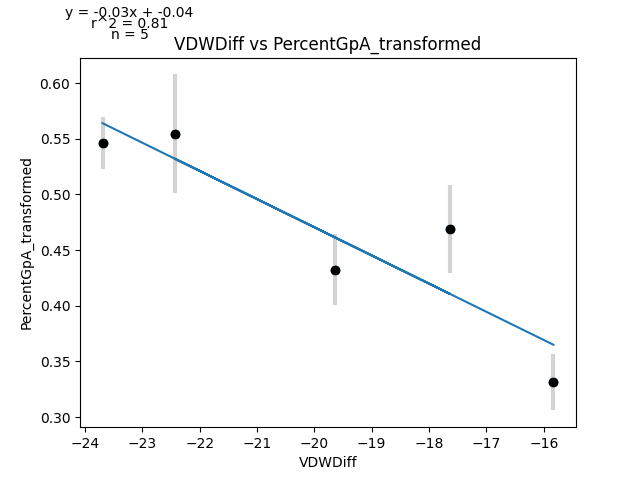 y = -0.03x + -0.04
r^2 = 0.81
n = 5
VDWDiff vs PercentGpA_transformed
PercentGpA_transformed
0.60
0.55
0.50
0.45
0.40
0.35
0.30
−24
−23
−22
−21
−20
−19
−18
−17
−16
VDWDiff